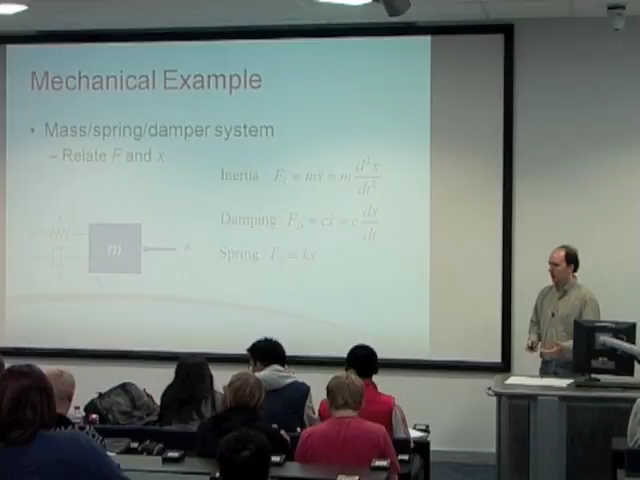 Mechanical Example
• Mass/spring/damper system
– Relate F and x
Inertia : F_I = mẍ = m d²x/dt²
Damping : F_D = cẋ = c dx/dt
Spring : F = kx
m